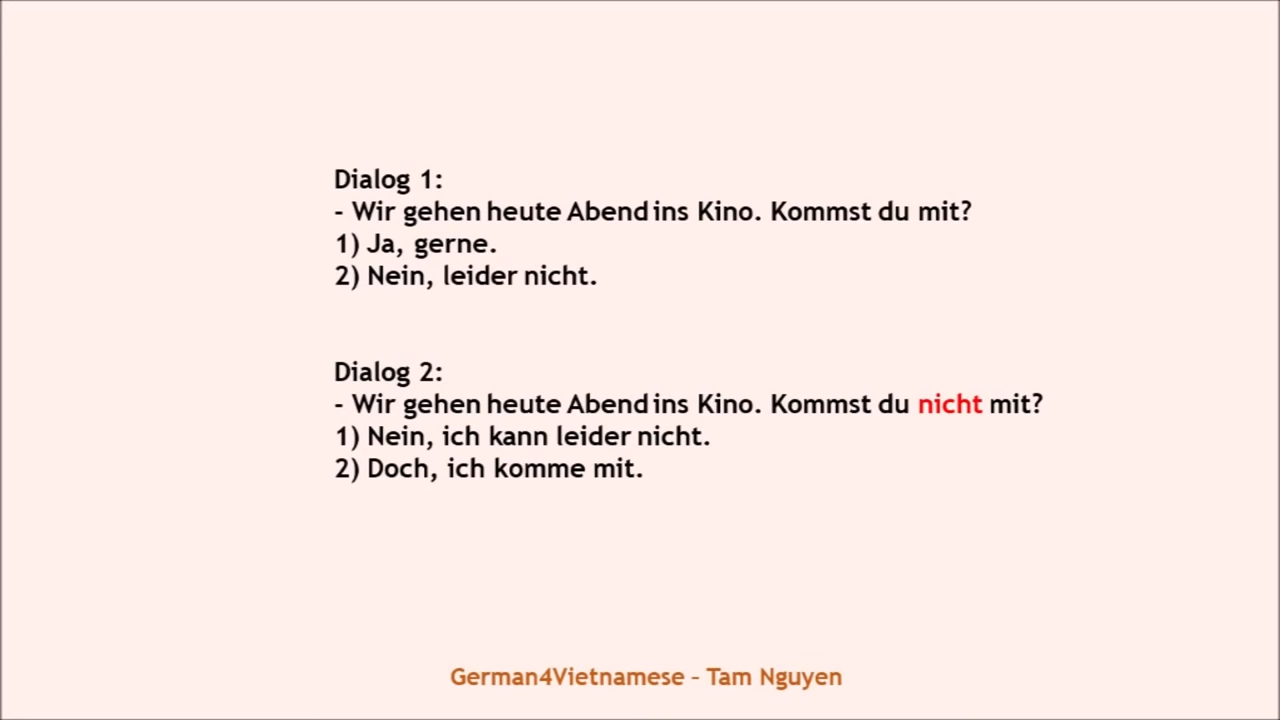 Dialog 1:
- Wir gehen heute Abend ins Kino. Kommst du mit?
1) Ja, gerne.
2) Nein, leider nicht.
Dialog 2:
- Wir gehen heute Abend ins Kino. Kommst du nicht mit?
1) Nein, ich kann leider nicht.
2) Doch, ich komme mit.
German4Vietnamese – Tam Nguyen